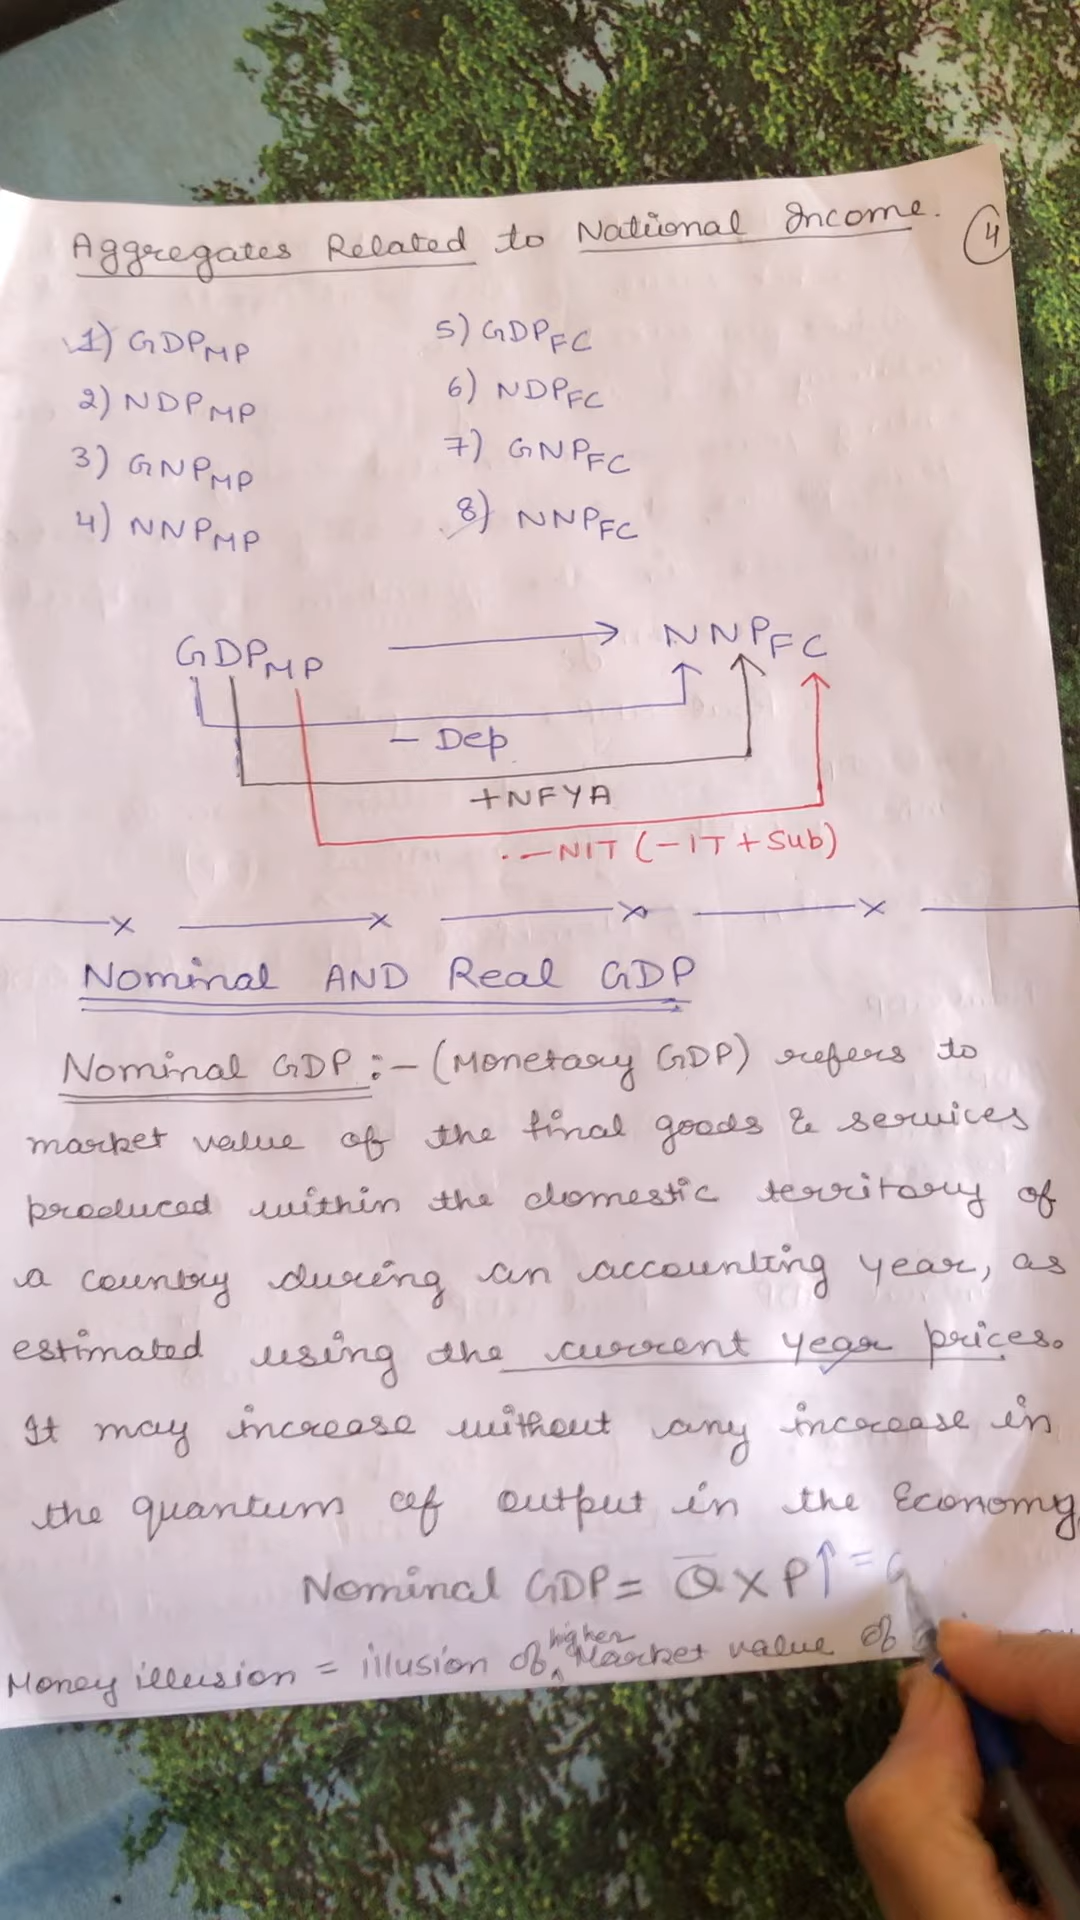 Aggregates Related to National Income.
4
1) GDPMP
5) GDPFC
2) NDPMP
6) NDPFC
3) GNPMP
7) GNPFC
4) NNPMP
8) NNPFC
GDPMP → NNPFC
- Dep
+NFYA
- NIT (-IT + Sub)
Nominal AND Real GDP
Nominal GDP :- (Monetary GDP) refers to
market value of the final goods & services
produced within the domestic territory of
a country during an accounting year, as
estimated using the current year prices.
It may increase without any increase in
the quantum of output in the Economy
Nominal GDP = Q̅ x P↑ =
higher
Money illusion = illusion of ^ Market value of